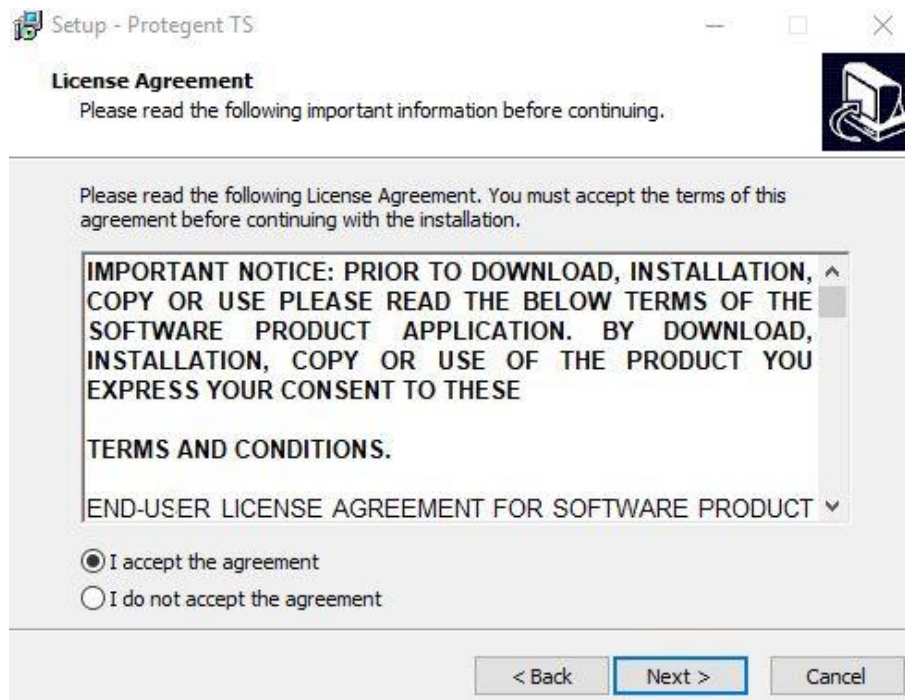 Setup - Protegent TS
License Agreement
Please read the following important information before continuing.
Please read the following License Agreement. You must accept the terms of this
agreement before continuing with the installation.
IMPORTANT NOTICE: PRIOR TO DOWNLOAD, INSTALLATION,
COPY OR USE PLEASE READ THE BELOW TERMS OF THE
SOFTWARE PRODUCT APPLICATION. BY DOWNLOAD,
INSTALLATION, COPY OR USE OF THE PRODUCT YOU
EXPRESS YOUR CONSENT TO THESE
TERMS AND CONDITIONS.
END-USER LICENSE AGREEMENT FOR SOFTWARE PRODUCT
I accept the agreement
I do not accept the agreement
< Back Next > Cancel